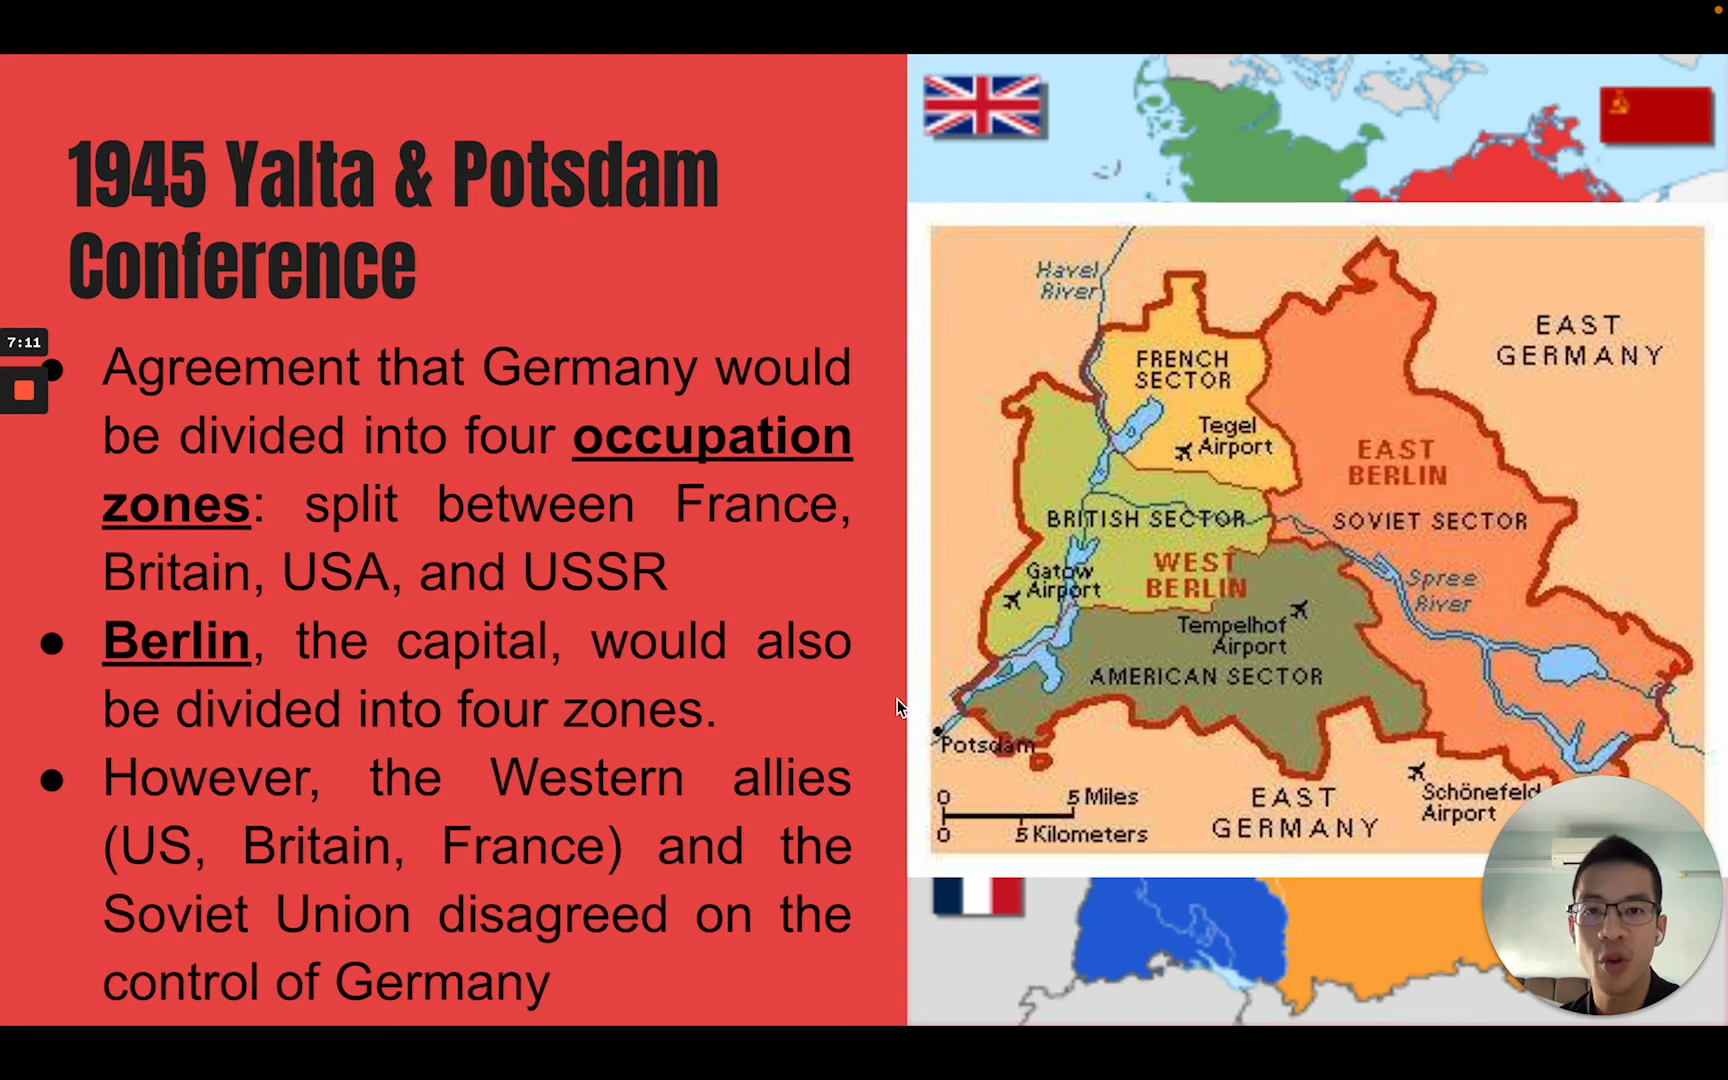 1945 Yalta & Potsdam
Conference
7:11
Agreement that Germany would
be divided into four occupation
zones: split between France,
Britain, USA, and USSR
Berlin, the capital, would also
be divided into four zones.
However, the Western allies
(US, Britain, France) and the
Soviet Union disagreed on the
control of Germany
Havel
River
FRENCH
SECTOR
Tegel
Airport
EAST
GERMANY
EAST
BERLIN
BRITISH SECTOR
SOVIET SECTOR
WEST
BERLIN
Gatow
Airport
Spree
River
Tempelhof
Airport
AMERICAN SECTOR
Potsdam
0 5 Miles
0 5 Kilometers
EAST
GERMANY
Schönefeld
Airport